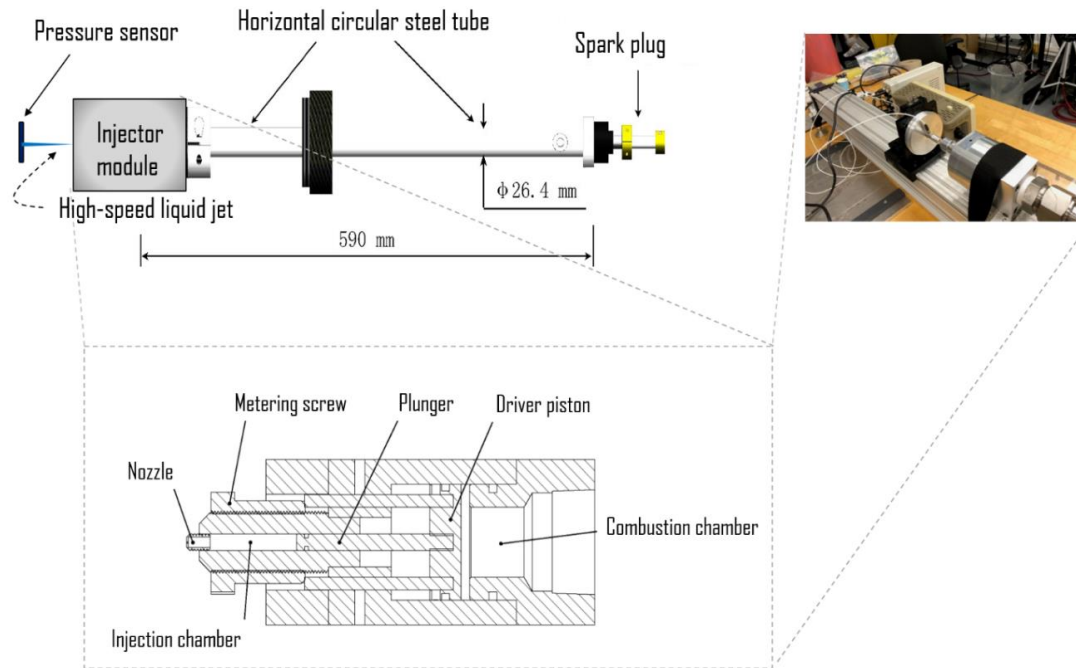 Pressure sensor
Horizontal circular steel tube
Spark plug
Injector
module
High-speed liquid jet
Φ26.4 mm
590 mm
Metering screw
Plunger
Driver piston
Nozzle
Combustion chamber
Injection chamber